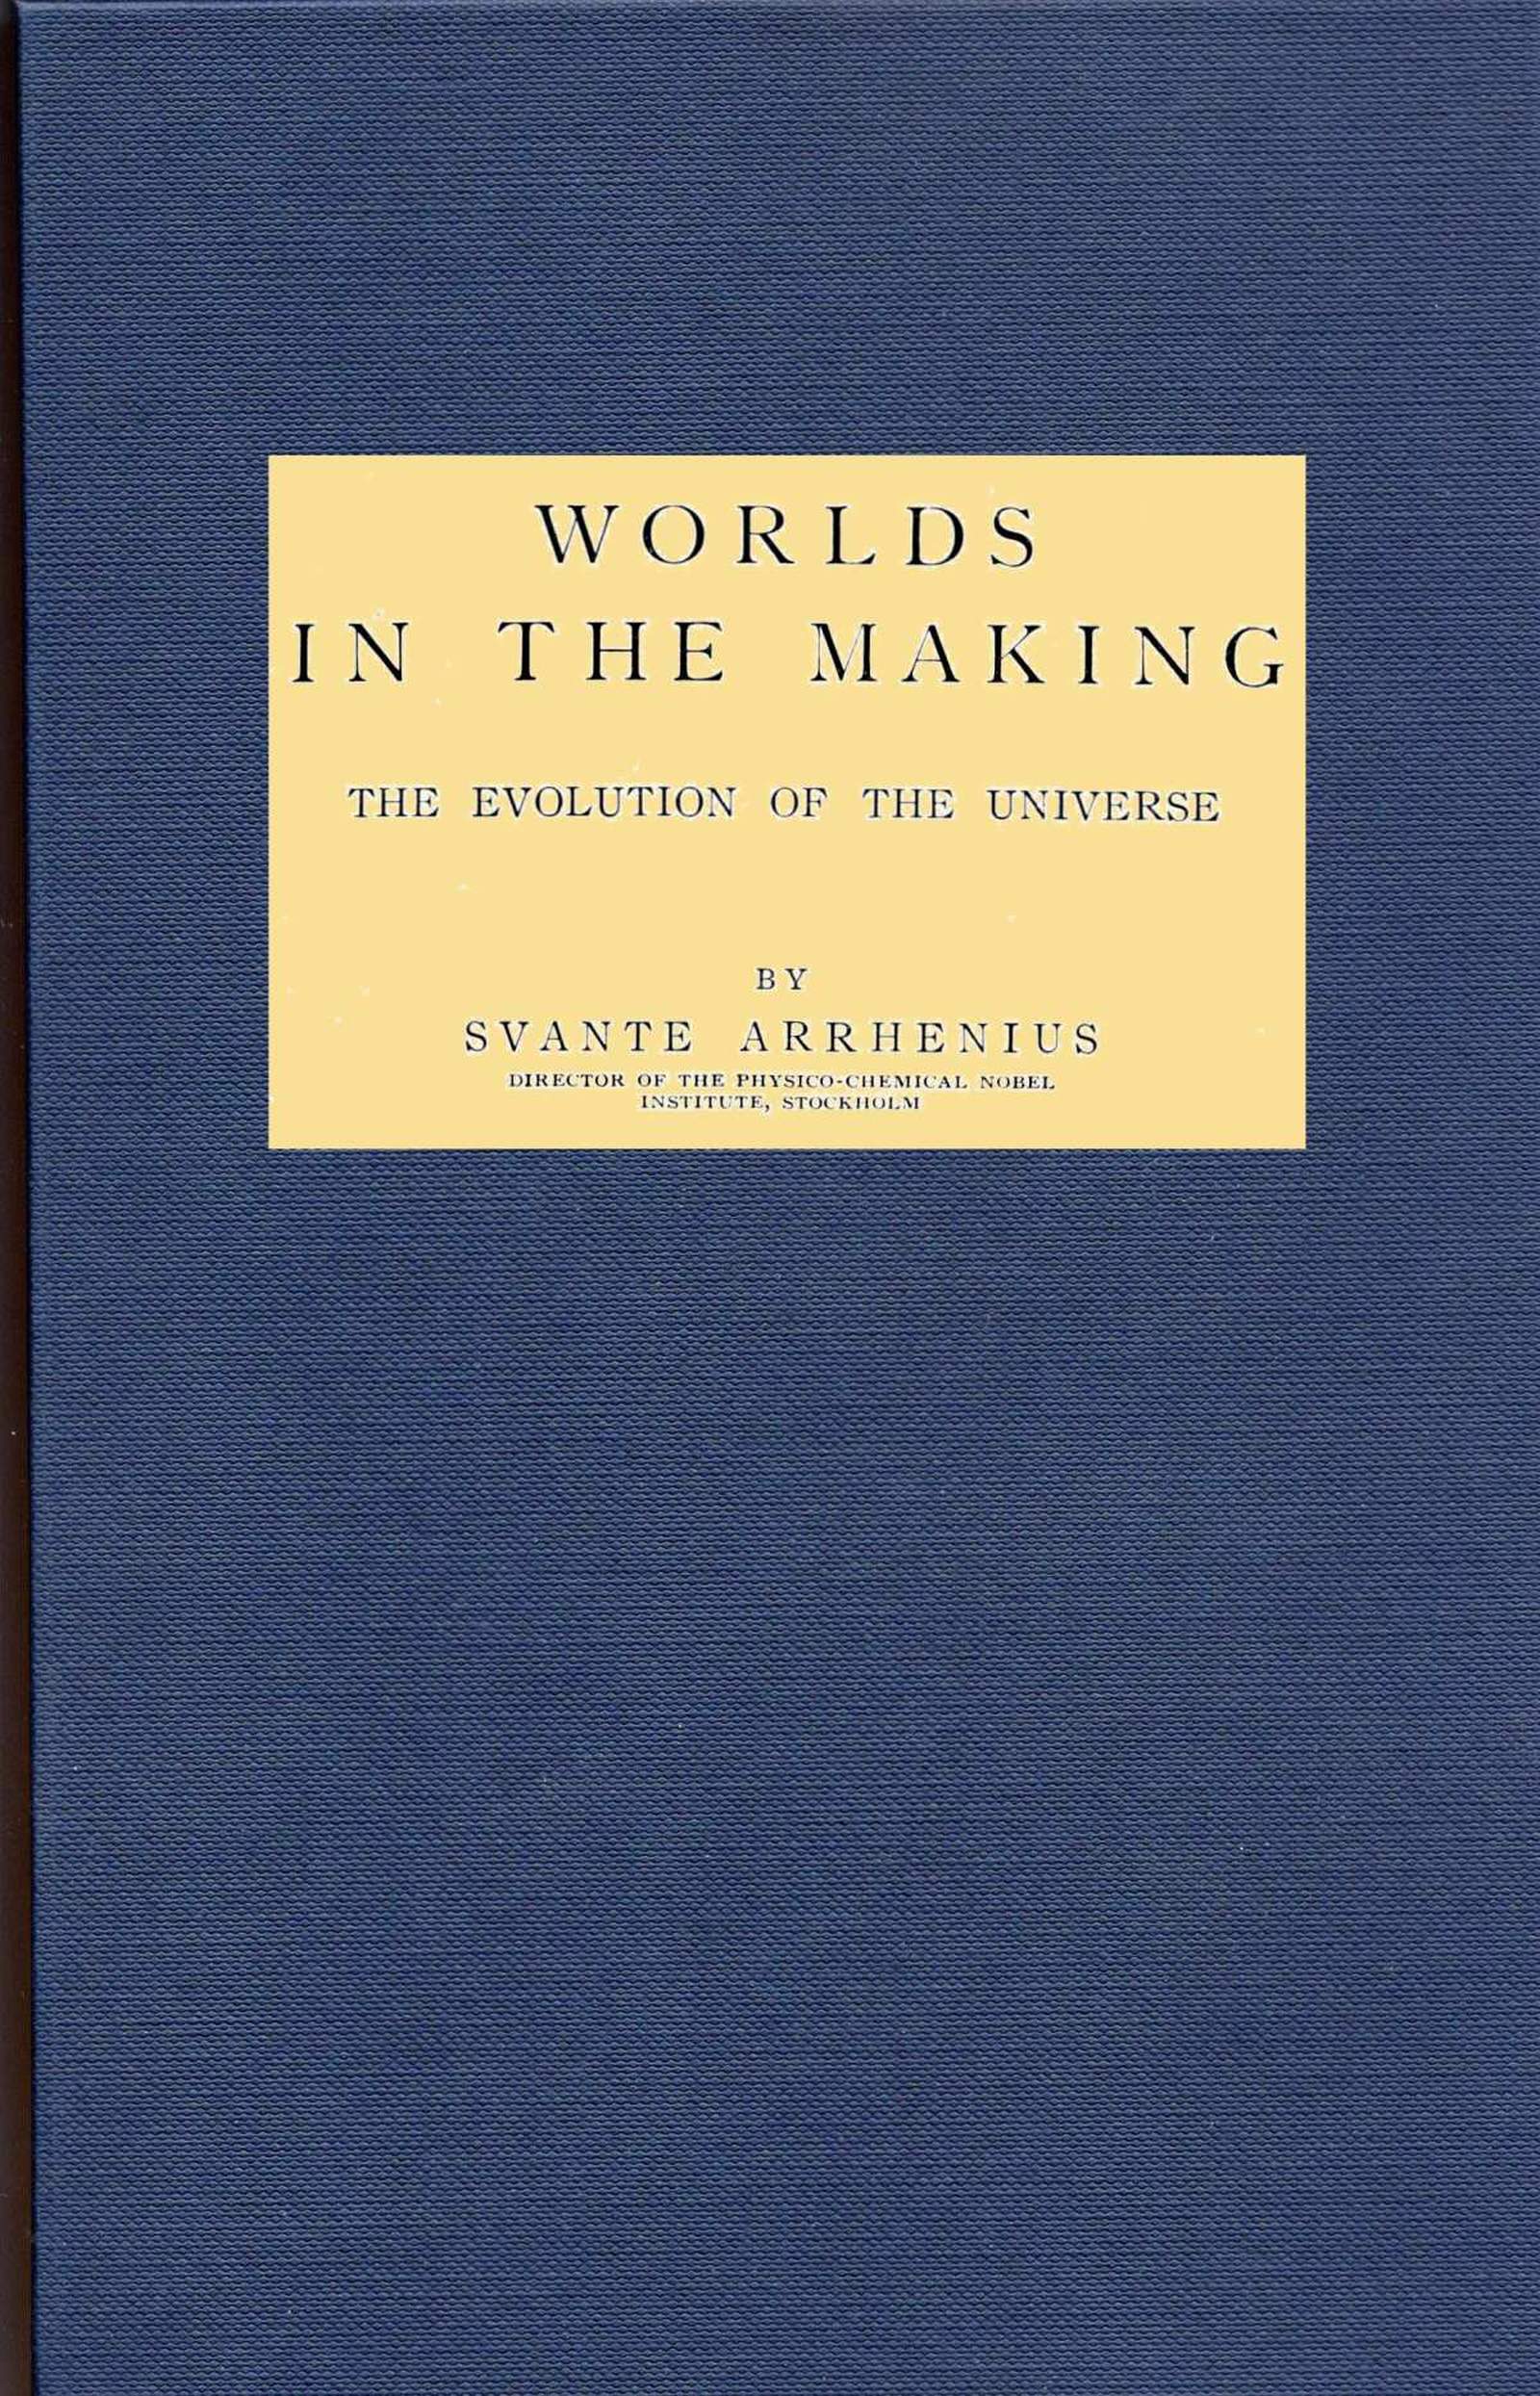 WORLDS
IN THE MAKING
THE EVOLUTION OF THE UNIVERSE
BY
SVANTE ARRHENIUS
DIRECTOR OF THE PHYSICO-CHEMICAL NOBEL
INSTITUTE, STOCKHOLM